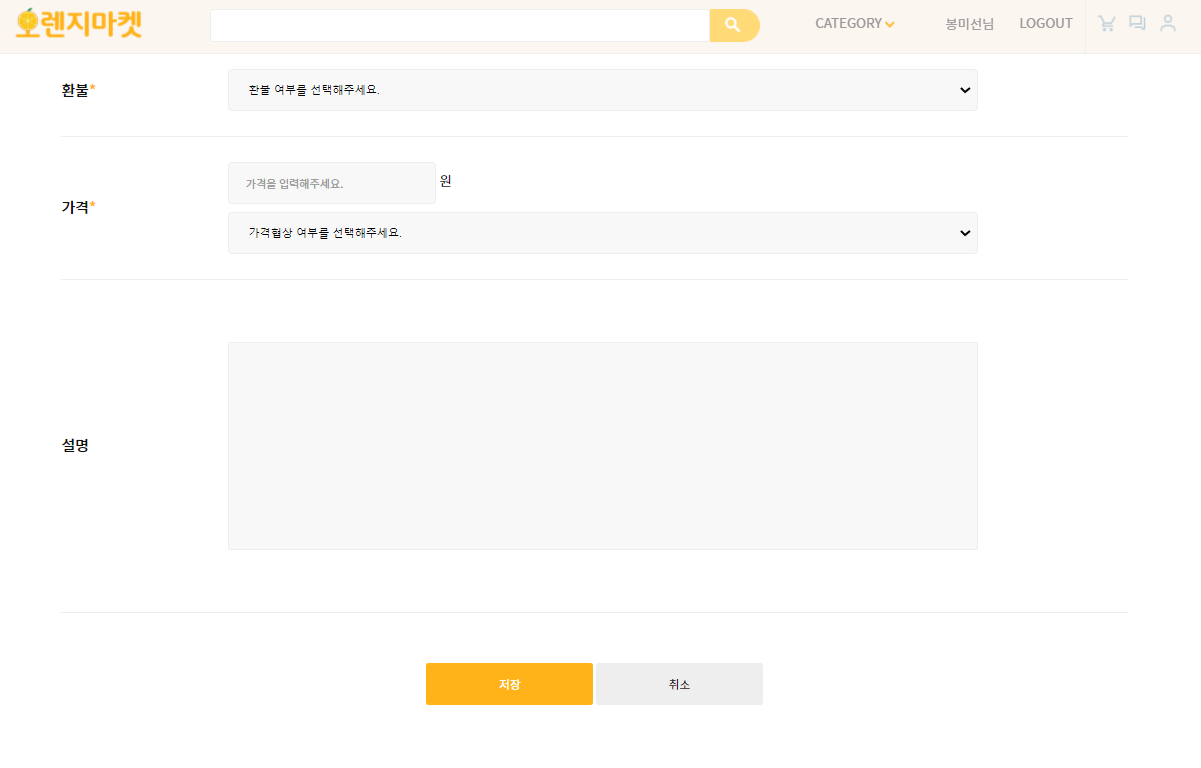 오렌지마켓
CATEGORY
봉미선님
LOGOUT
환불*
환불 여부를 선택해주세요.
가격*
가격을 입력해주세요.
원
가격협상 여부를 선택해주세요.
설명
저장
취소